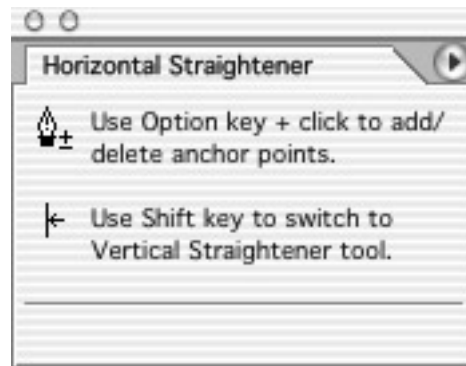 Horizontal Straightener
Use Option key + click to add/
delete anchor points.
Use Shift key to switch to
Vertical Straightener tool.